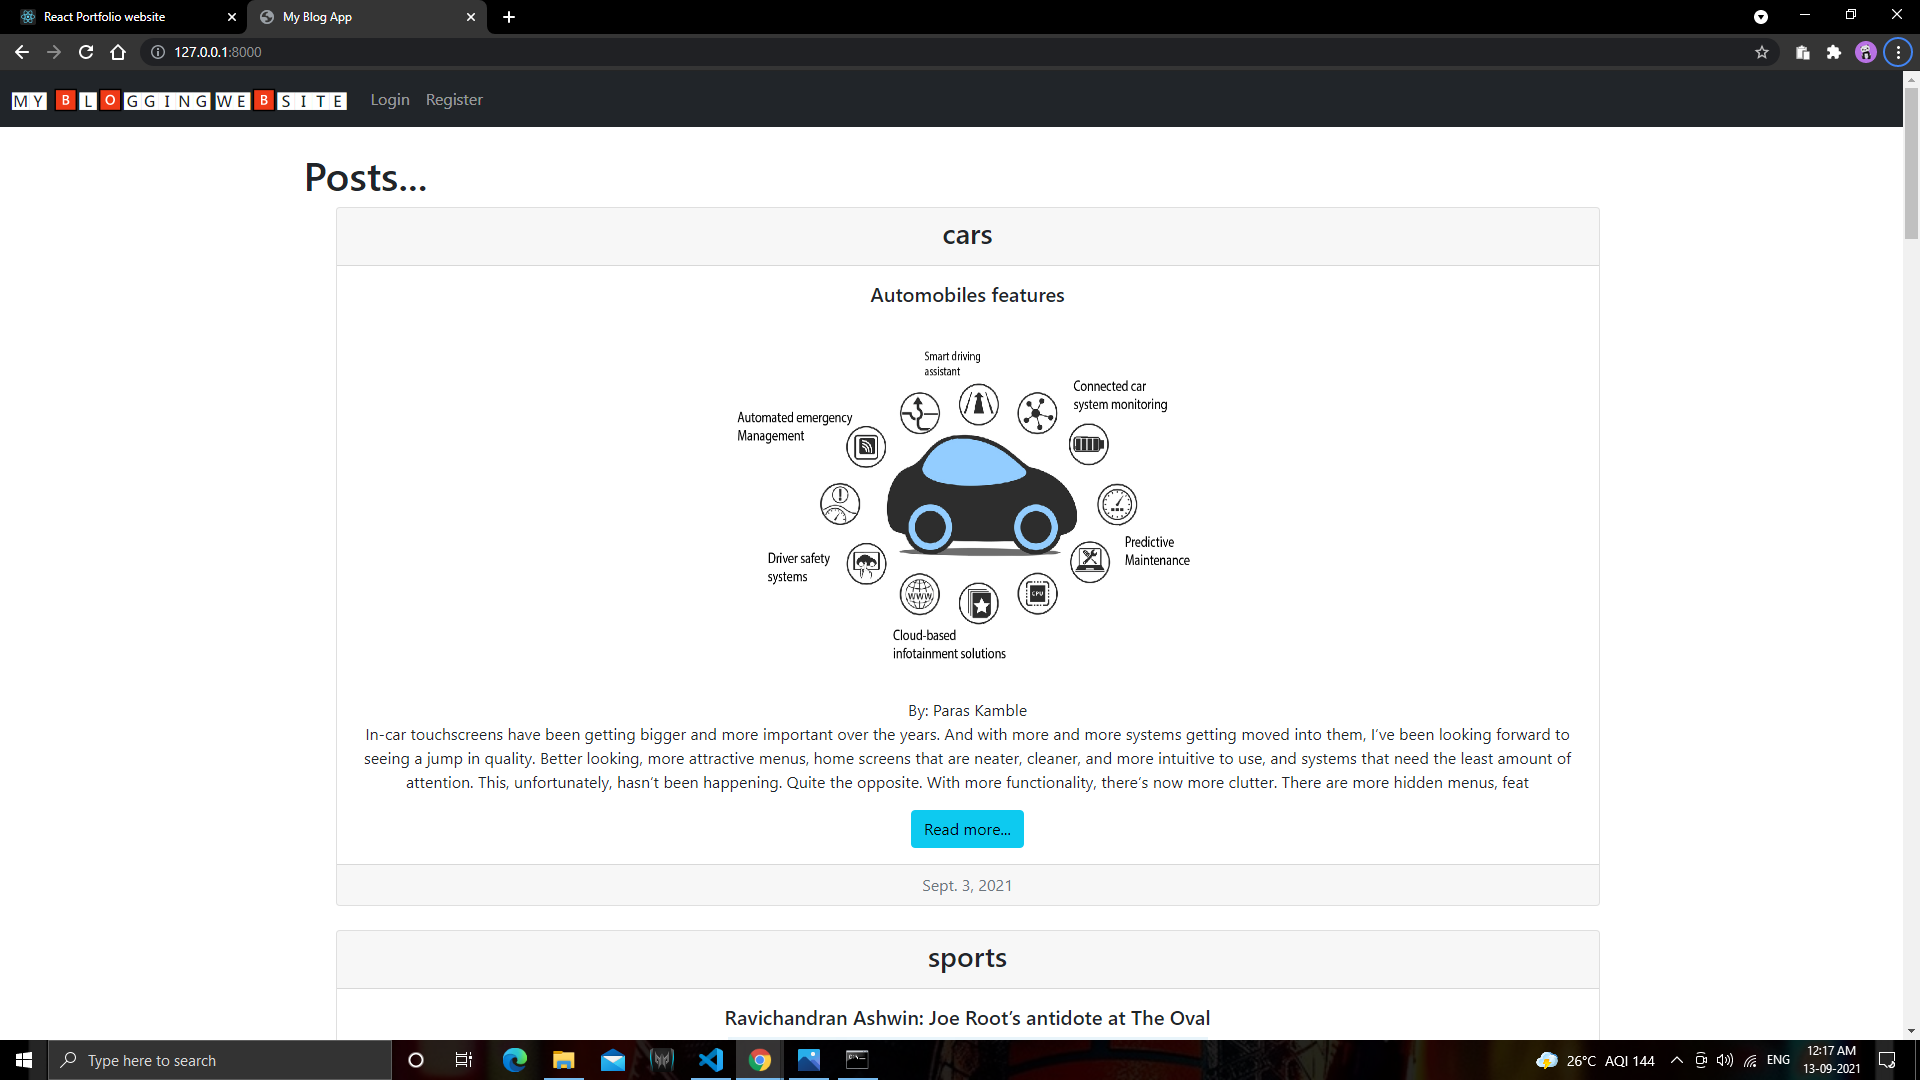 React Portfolio website
My Blog App
127.0.0.1:8000
MY BLOGGING WEBSITE
Login
Register
Posts...
cars
Automobiles features
Smart driving
assistant
Connected car
system monitoring
Automated emergency
Management
Predictive
Maintenance
Driver safety
systems
CPU
WWW
Cloud-based
infotainment solutions
By: Paras Kamble
In-car touchscreens have been getting bigger and more important over the years. And with more and more systems getting moved into them, I’ve been looking forward to
seeing a jump in quality. Better looking, more attractive menus, home screens that are neater, cleaner, and more intuitive to use, and systems that need the least amount of
attention. This, unfortunately, hasn’t been happening. Quite the opposite. With more functionality, there’s now more clutter. There are more hidden menus, feat
Read more...
Sept. 3, 2021
sports
Ravichandran Ashwin: Joe Root’s antidote at The Oval
Type here to search
26°C AQI 144
ENG
12:17 AM
13-09-2021